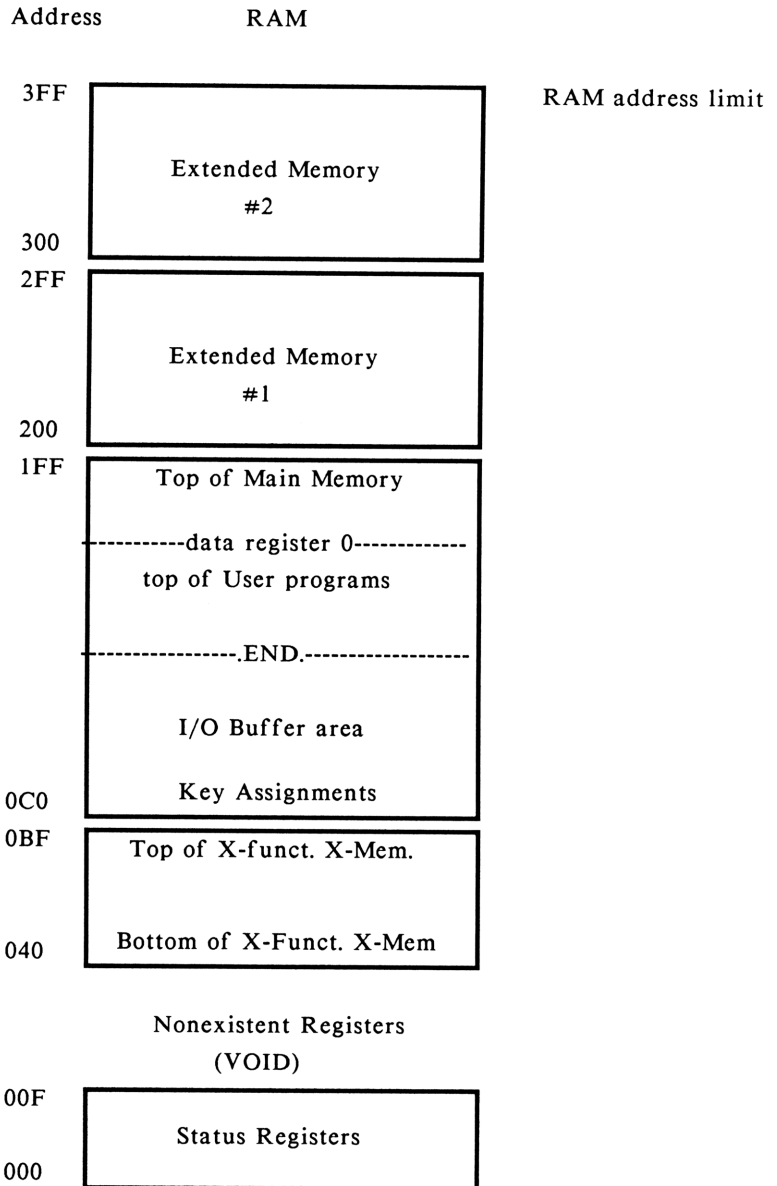 Address RAM
3FF RAM address limit
Extended Memory
#2
300
2FF
Extended Memory
#1
200
1FF Top of Main Memory
-----------data register 0-------------
top of User programs
----------------.END.------------------
I/O Buffer area
0C0 Key Assignments
0BF Top of X-funct. X-Mem.
040 Bottom of X-Funct. X-Mem
Nonexistent Registers
(VOID)
00F
Status Registers
000